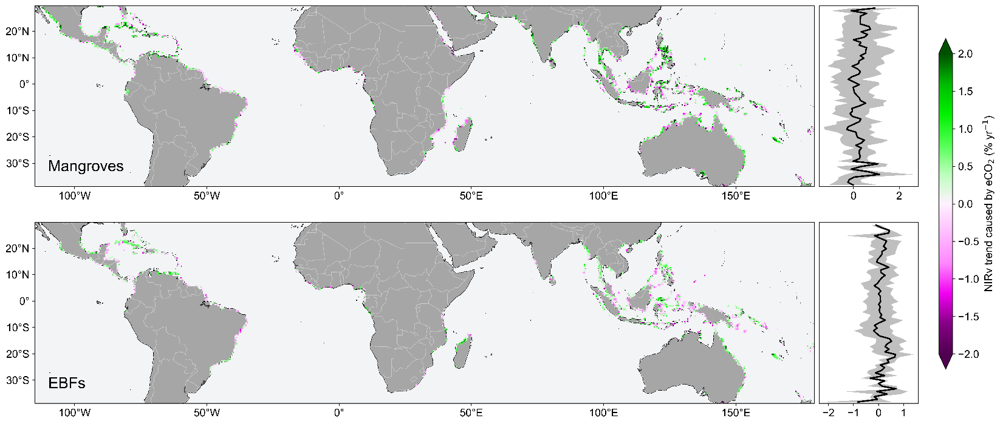 20°N
10°N
0°
10°S
20°S
30°S
Mangroves
100°W 50°W 0° 50°E 100°E 150°E
0 2
20°N
10°N
0°
10°S
20°S
30°S
EBFs
100°W 50°W 0° 50°E 100°E 150°E
−2 −1 0 1
2.0
1.5
1.0
0.5
0.0
−0.5
−1.0
−1.5
−2.0
NIRv trend caused by eCO₂ (% yr⁻¹)